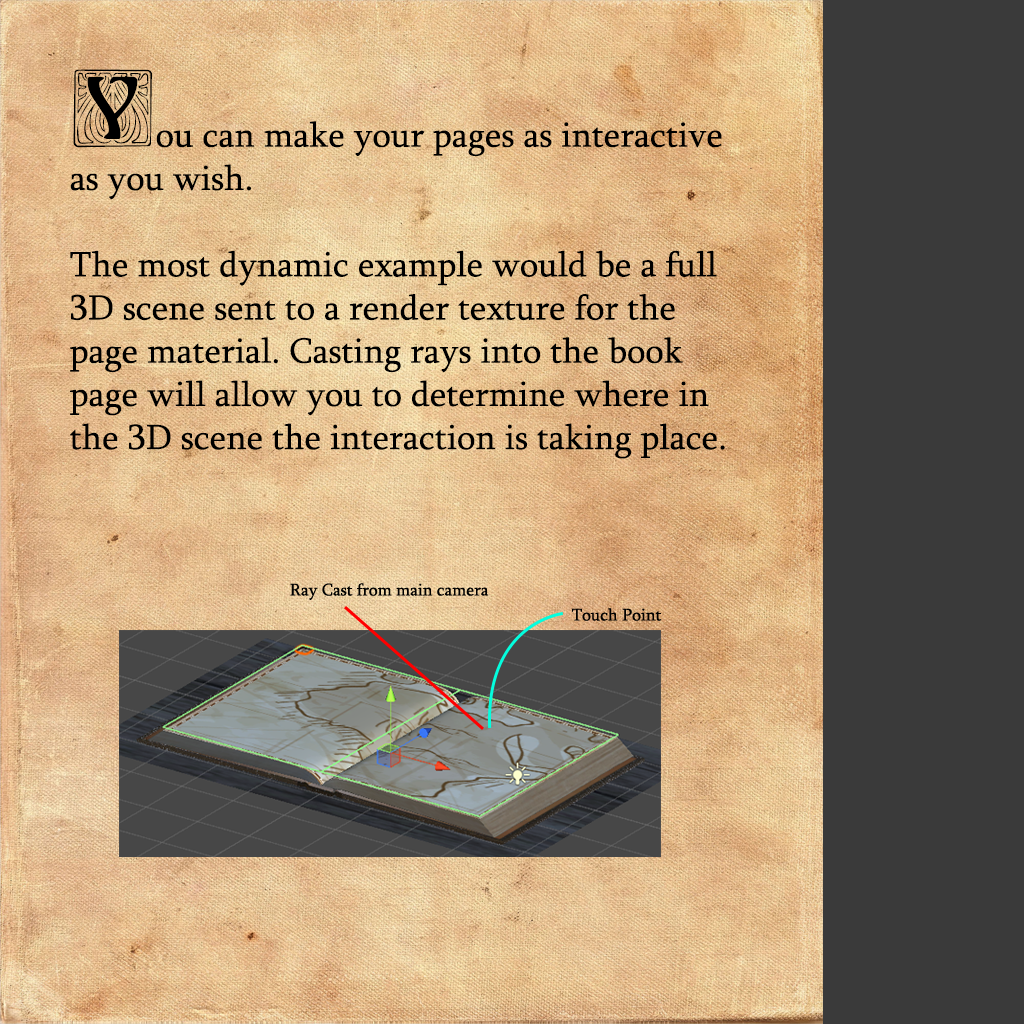 You can make your pages as interactive
as you wish.
The most dynamic example would be a full
3D scene sent to a render texture for the
page material. Casting rays into the book
page will allow you to determine where in
the 3D scene the interaction is taking place.
Ray Cast from main camera
Touch Point